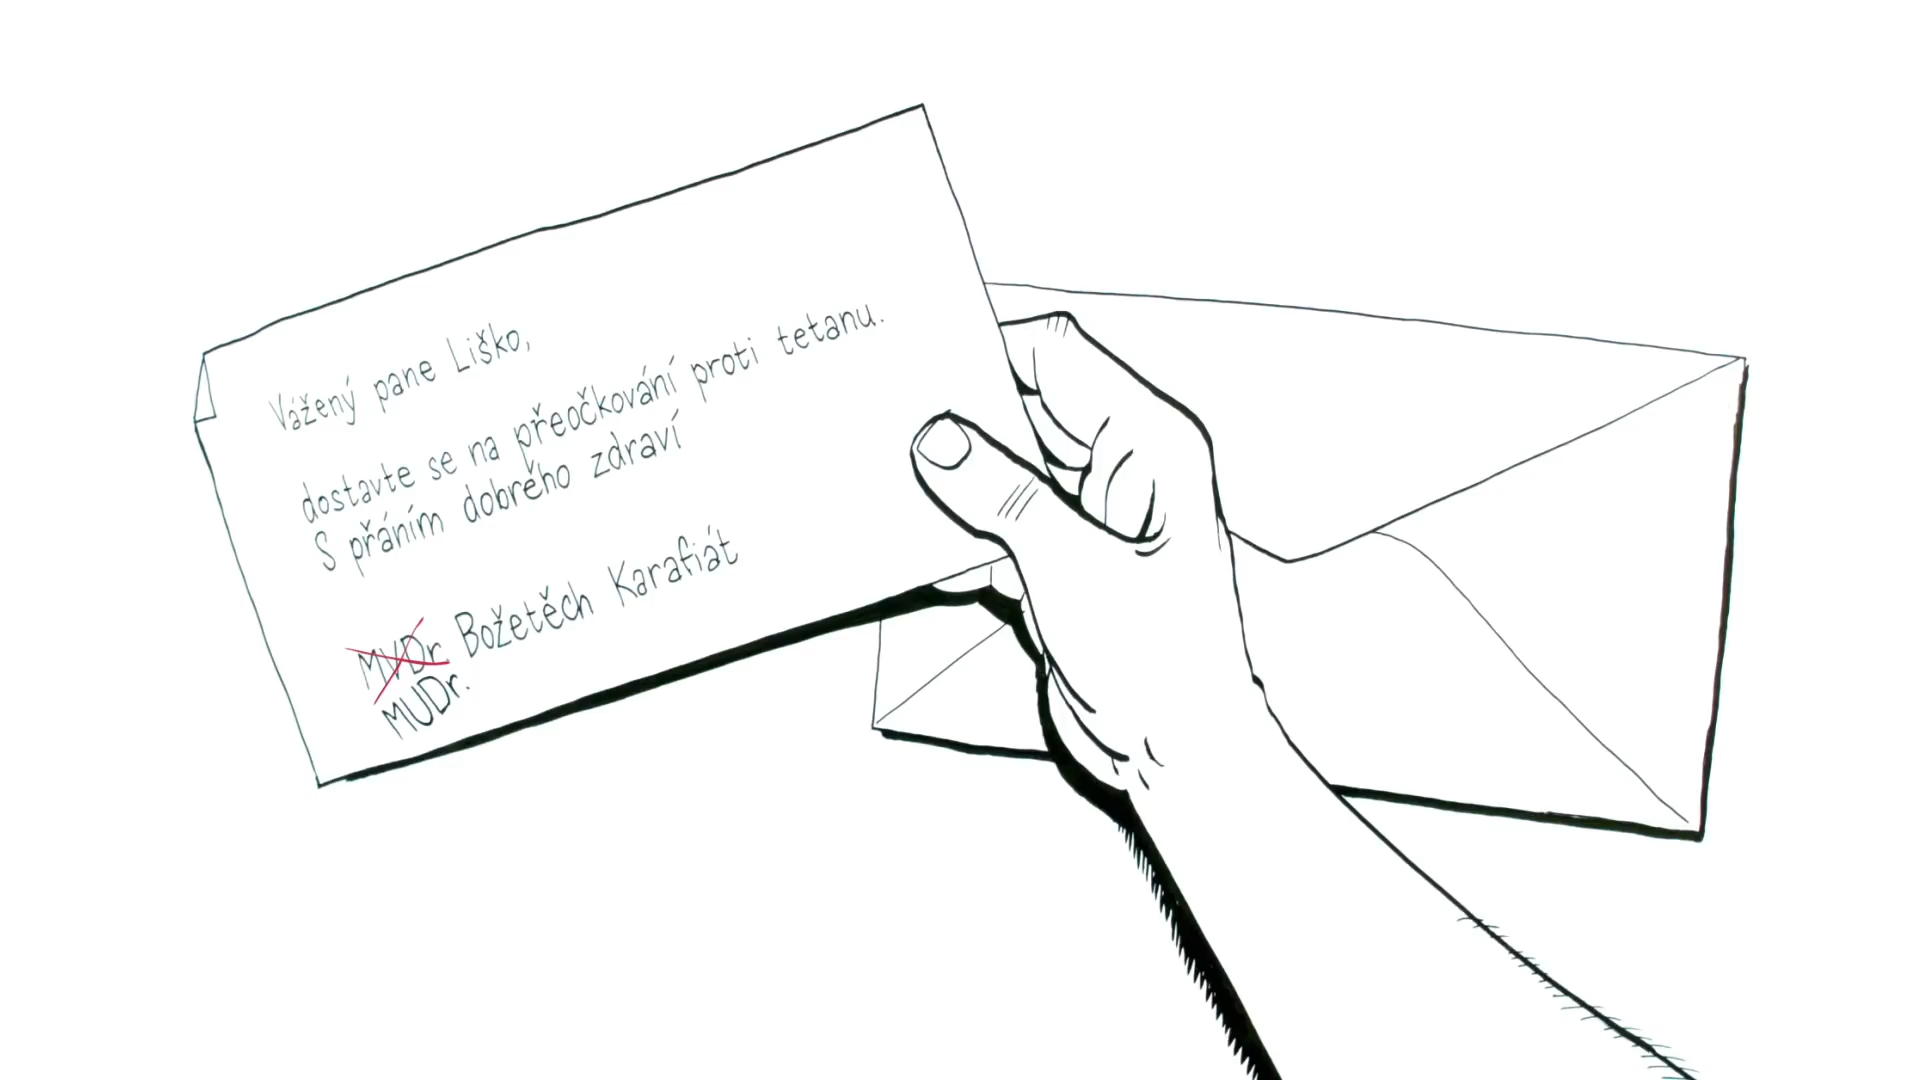 Vážený pane Liško,
dostavte se na přeočkování proti tetanu.
S přáním dobrého zdraví
MVDr. Božetěch Karafiát
MUDr.